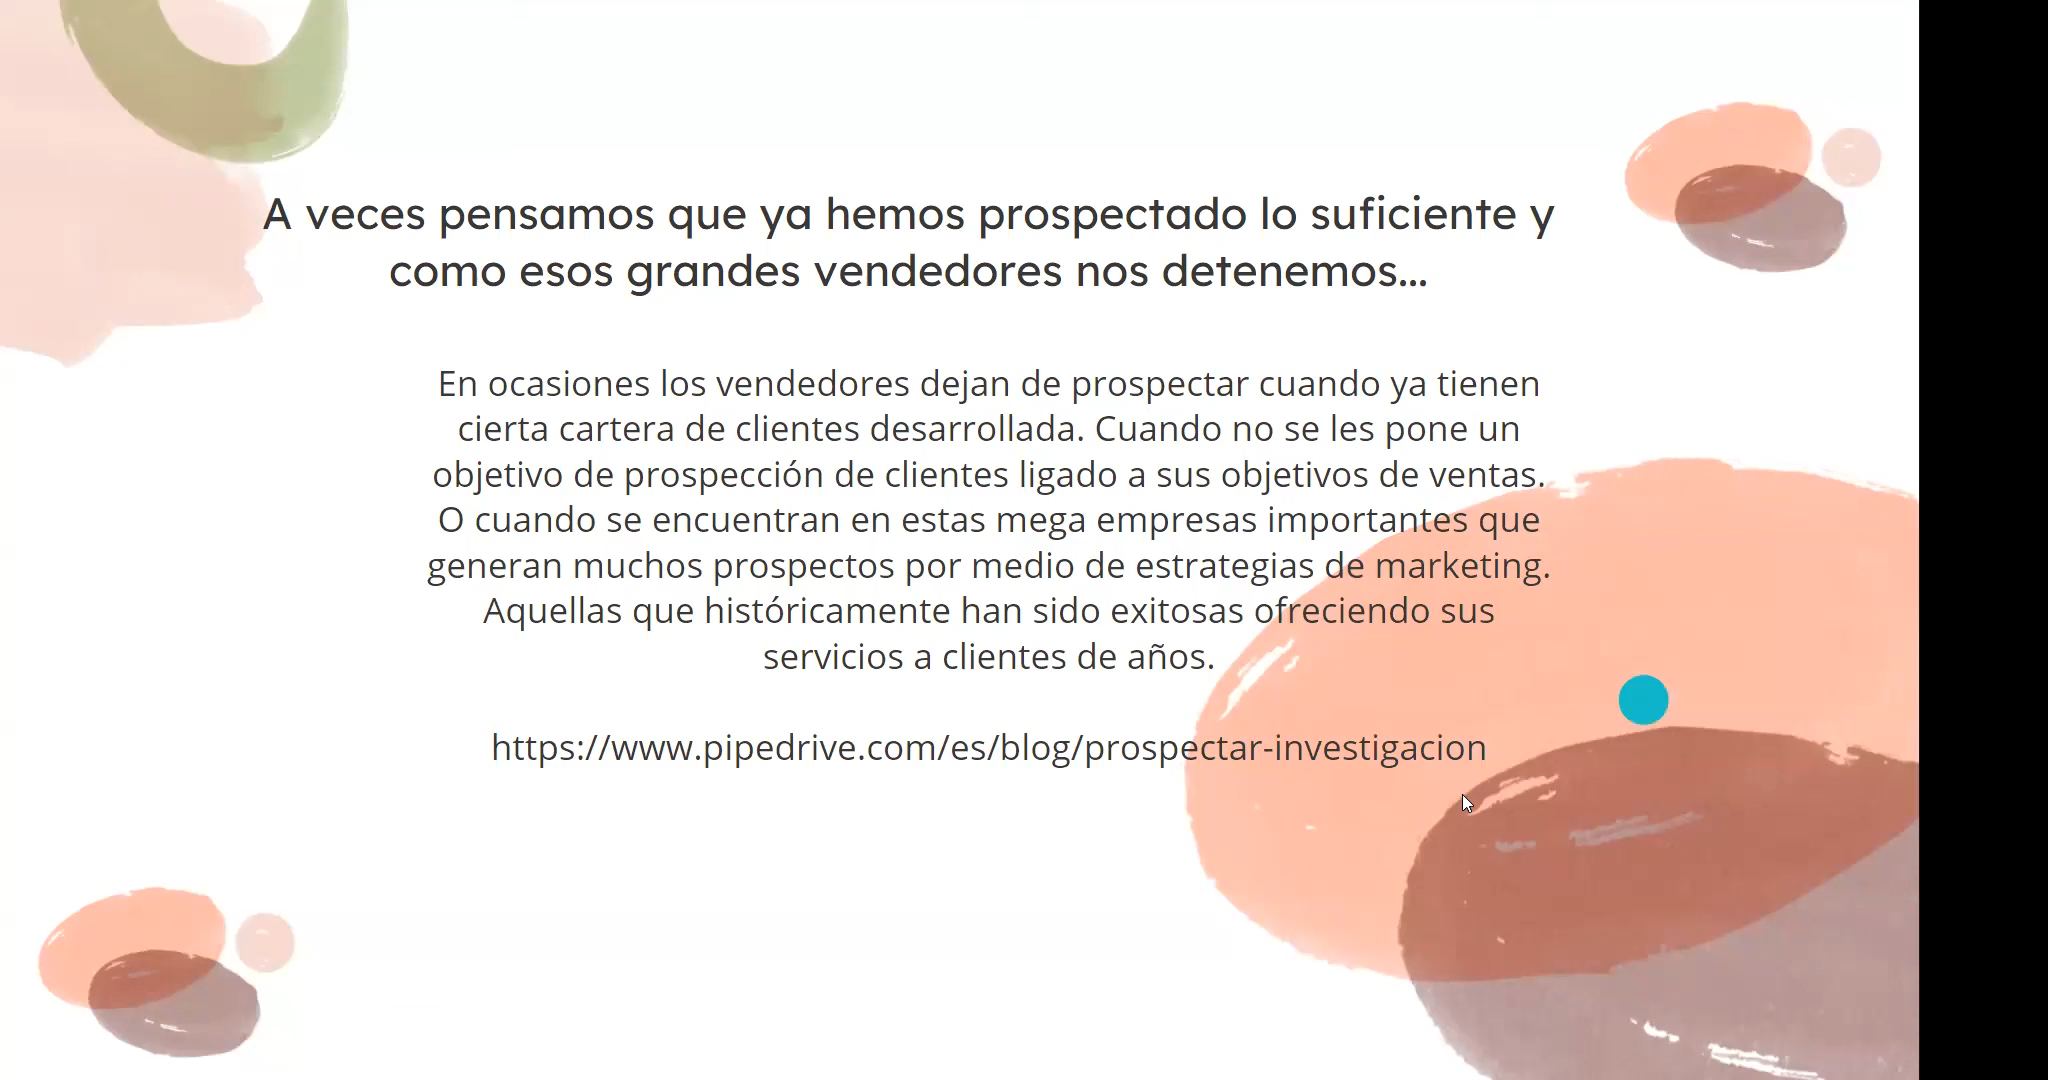 A veces pensamos que ya hemos prospectado lo suficiente y
como esos grandes vendedores nos detenemos...
En ocasiones los vendedores dejan de prospectar cuando ya tienen
cierta cartera de clientes desarrollada. Cuando no se les pone un
objetivo de prospección de clientes ligado a sus objetivos de ventas.
O cuando se encuentran en estas mega empresas importantes que
generan muchos prospectos por medio de estrategias de marketing.
Aquellas que históricamente han sido exitosas ofreciendo sus
servicios a clientes de años.
https://www.pipedrive.com/es/blog/prospectar-investigacion